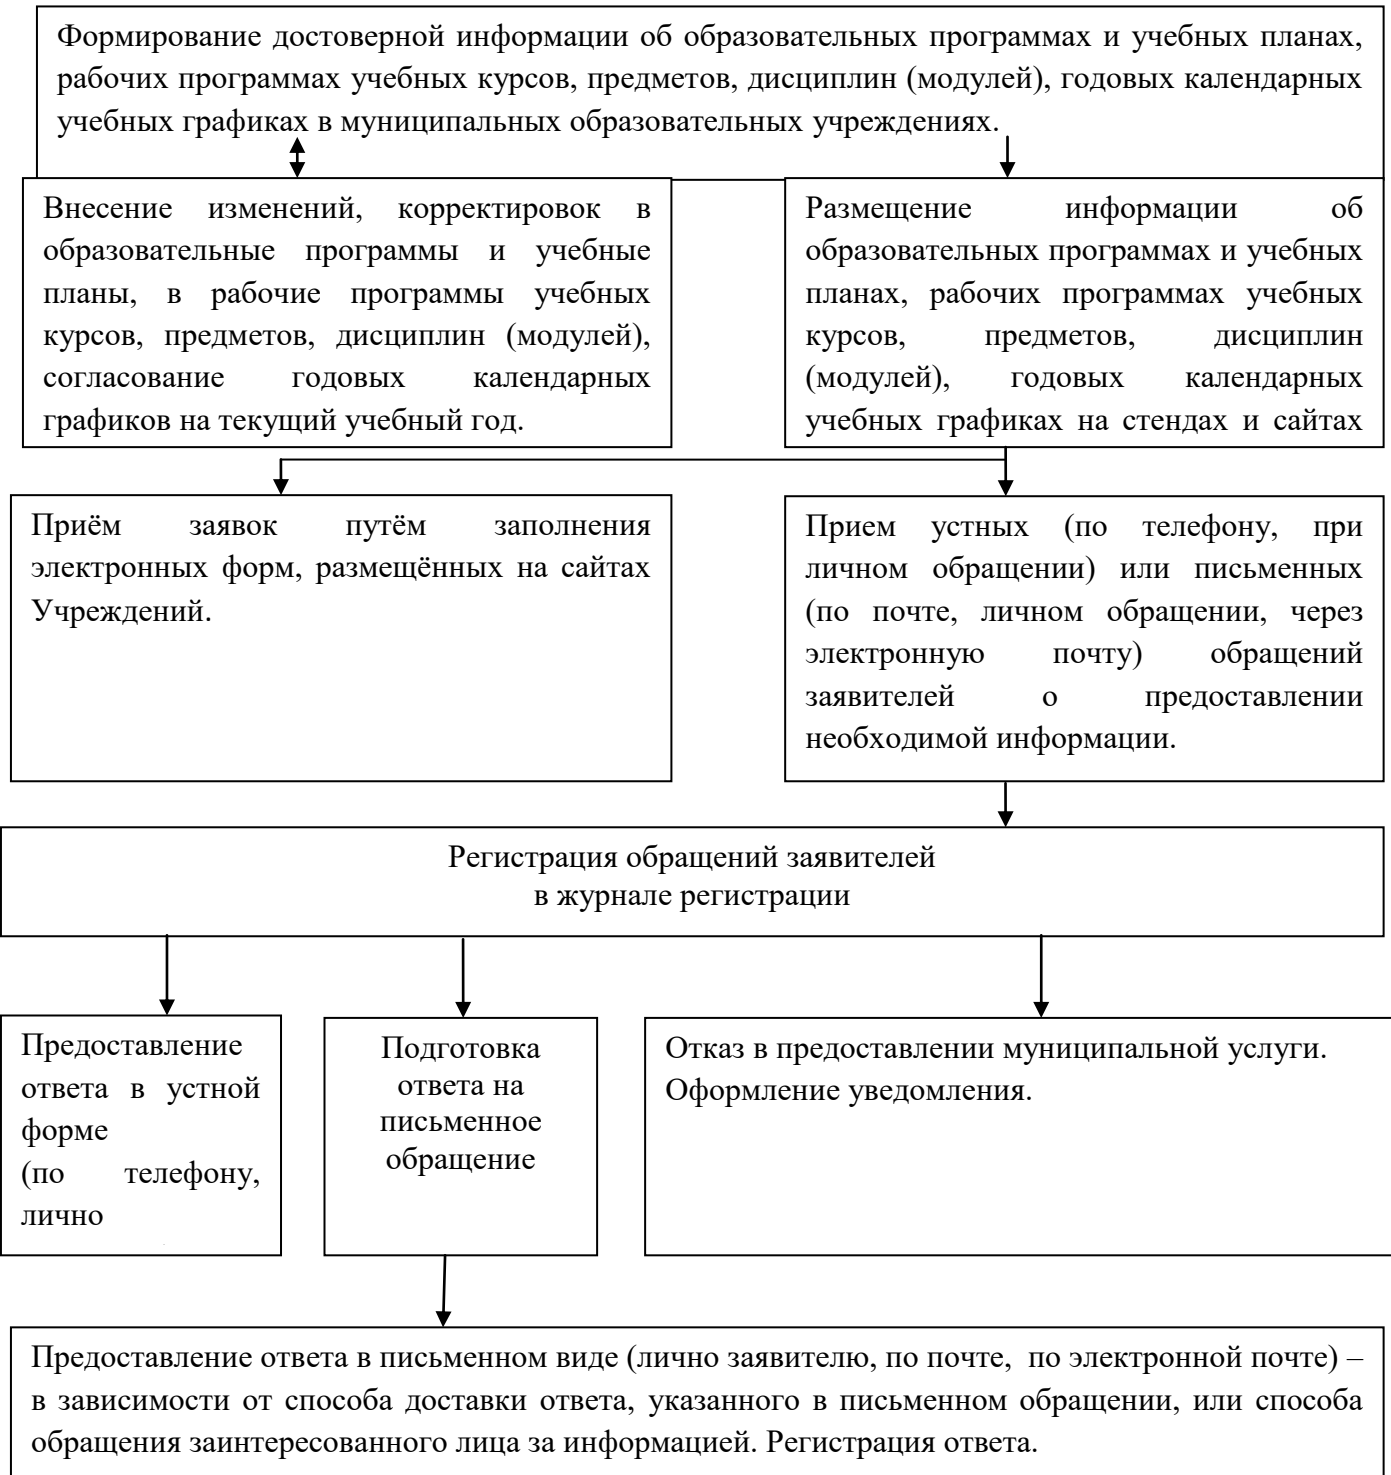 Формирование достоверной информации об образовательных программах и учебных планах,
рабочих программах учебных курсов, предметов, дисциплин (модулей), годовых календарных
учебных графиках в муниципальных образовательных учреждениях.
Внесение изменений, корректировок в
образовательные программы и учебные
планы, в рабочие программы учебных
курсов, предметов, дисциплин (модулей),
согласование годовых календарных
графиков на текущий учебный год.
Размещение информации об
образовательных программах и учебных
планах, рабочих программах учебных
курсов, предметов, дисциплин
(модулей), годовых календарных
учебных графиках на стендах и сайтах
Приём заявок путём заполнения
электронных форм, размещённых на сайтах
Учреждений.
Прием устных (по телефону, при
личном обращении) или письменных
(по почте, личном обращении, через
электронную почту) обращений
заявителей о предоставлении
необходимой информации.
Регистрация обращений заявителей
в журнале регистрации
Предоставление
ответа в устной
форме
(по телефону,
лично
Подготовка
ответа на
письменное
обращение
Отказ в предоставлении муниципальной услуги.
Оформление уведомления.
Предоставление ответа в письменном виде (лично заявителю, по почте, по электронной почте) –
в зависимости от способа доставки ответа, указанного в письменном обращении, или способа
обращения заинтересованного лица за информацией. Регистрация ответа.